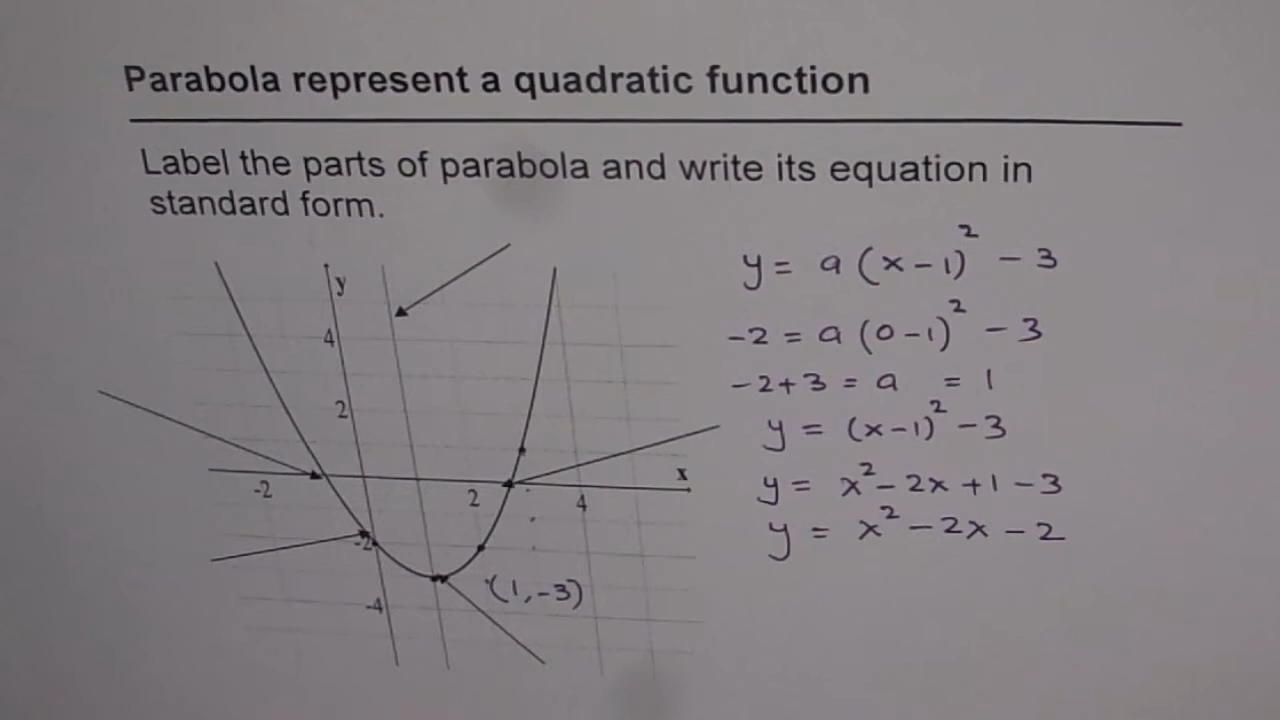 Parabola represent a quadratic function
Label the parts of parabola and write its equation in
standard form.
y = a (x-1)² - 3
y
-2 = a (0-1)² - 3
4
-2+3 = a = 1
2
y = (x-1)² - 3
x
-2
2
4
y = x² - 2x + 1 - 3
y = x² - 2x - 2
-2
(1,-3)
-4